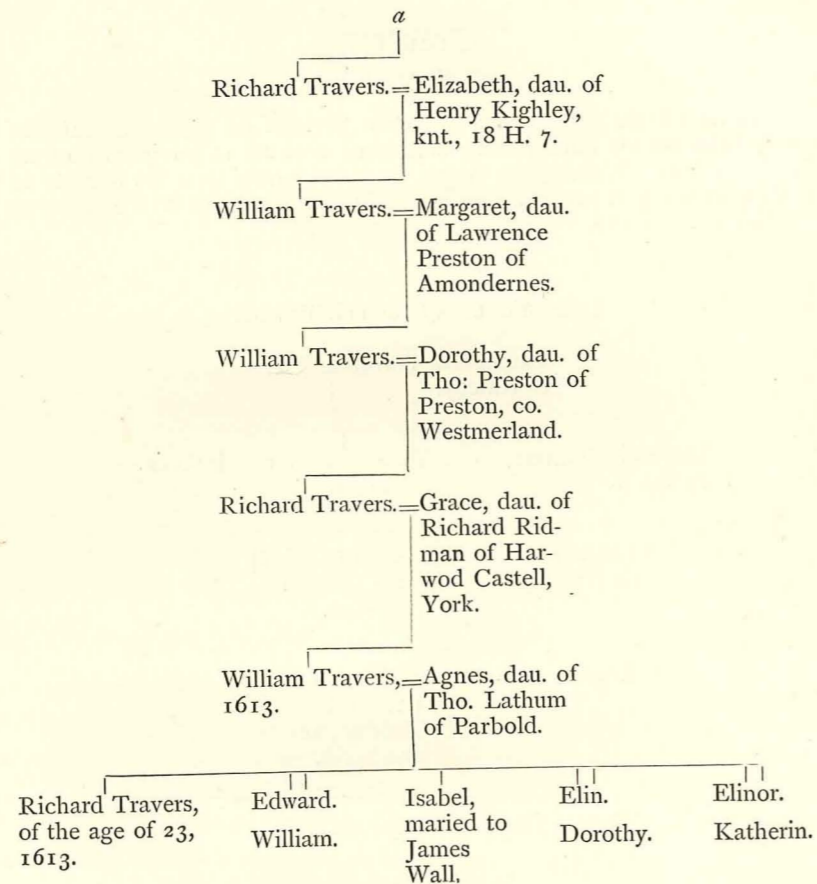 a
Richard Travers.=Elizabeth, dau. of
Henry Kighley,
knt., 18 H. 7.
William Travers.=Margaret, dau.
of Lawrence
Preston of
Amondernes.
William Travers.=Dorothy, dau. of
Tho: Preston of
Preston, co.
Westmerland.
Richard Travers.=Grace, dau. of
Richard Rid-
man of Har-
wod Castell,
York.
William Travers,=Agnes, dau. of
1613.
Tho. Lathum
of Parbold.
Richard Travers,
of the age of 23,
1613.
Edward.
William.
Isabel,
maried to
James
Wall.
Elin.
Dorothy.
Elinor.
Katherin.